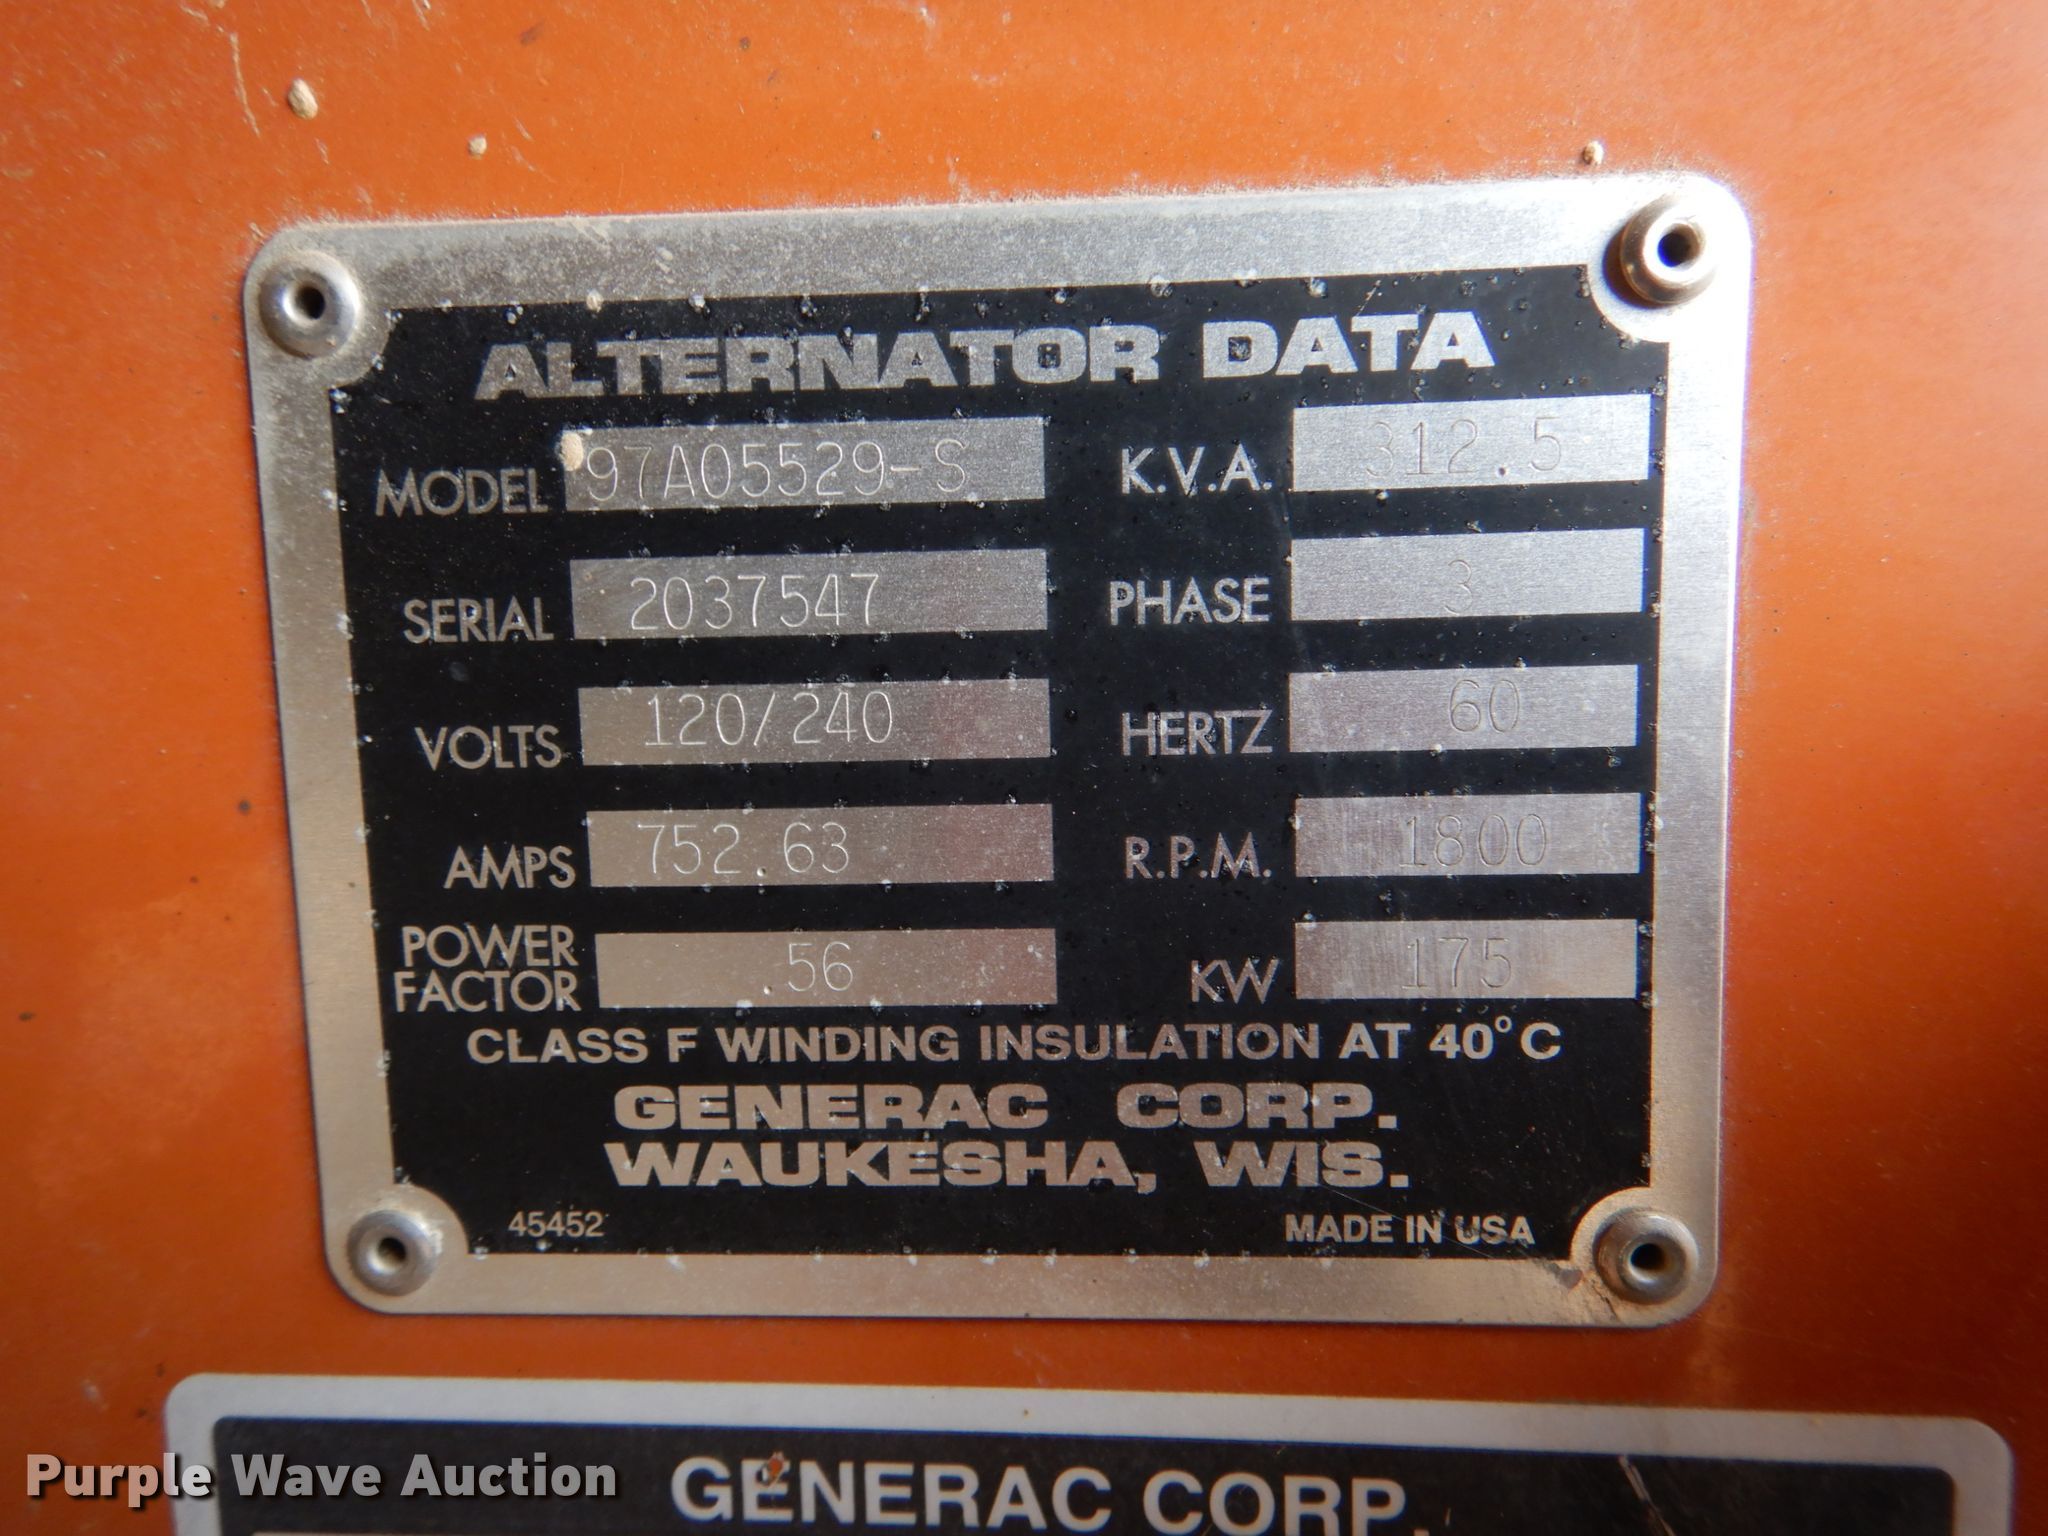 ALTERNATOR DATA
MODEL 97A05529-S K.V.A. 312.5
SERIAL 2037547 PHASE 3
VOLTS 120/240 HERTZ 60
AMPS 752.63 R.P.M. 1800
POWER FACTOR .56 KW 175
CLASS F WINDING INSULATION AT 40°C
GENERAC CORP.
WAUKESHA, WIS.
45452 MADE IN USA
GENERAC CORP.
Purple Wave Auction